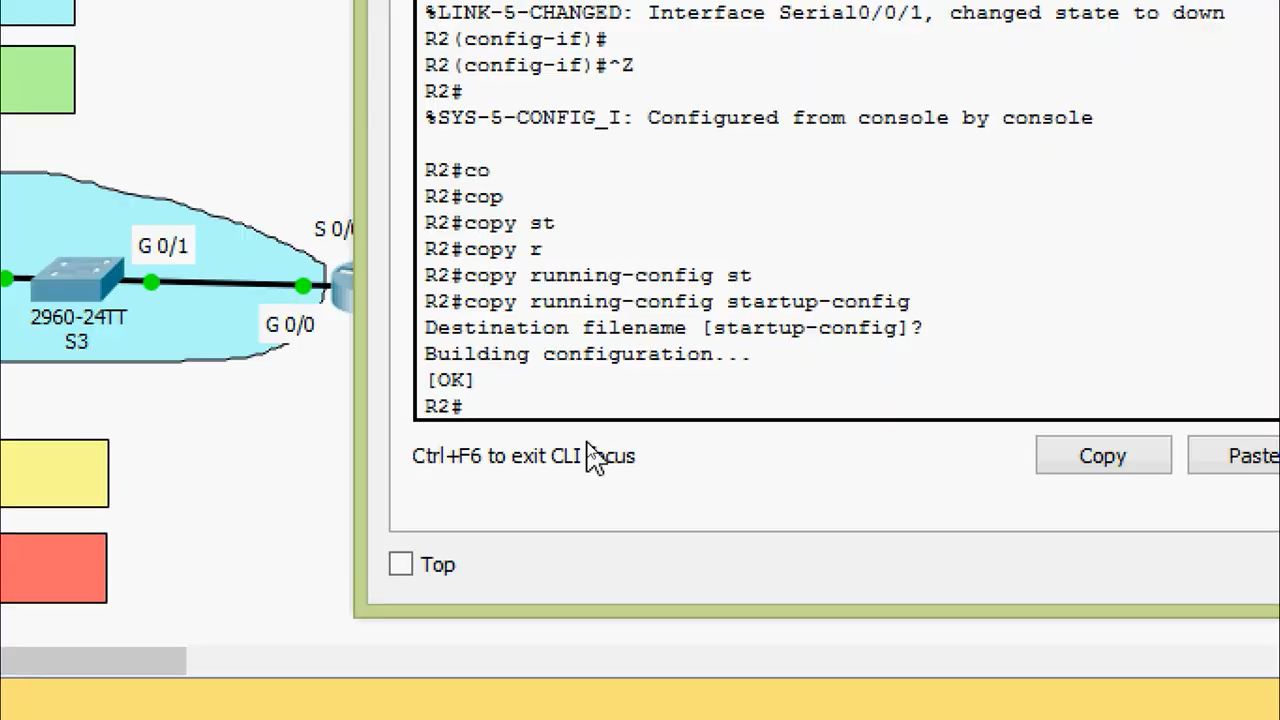 %LINK-5-CHANGED: Interface Serial0/0/1, changed state to down
R2(config-if)#
R2(config-if)#^Z
R2#
%SYS-5-CONFIG_I: Configured from console by console
R2#co
R2#cop
R2#copy st
R2#copy r
R2#copy running-config st
R2#copy running-config startup-config
Destination filename [startup-config]?
Building configuration...
[OK]
R2#
Ctrl+F6 to exit CLI
Copy
Paste
Top
G 0/1
S 0/
2960-24TT
S3
G 0/0